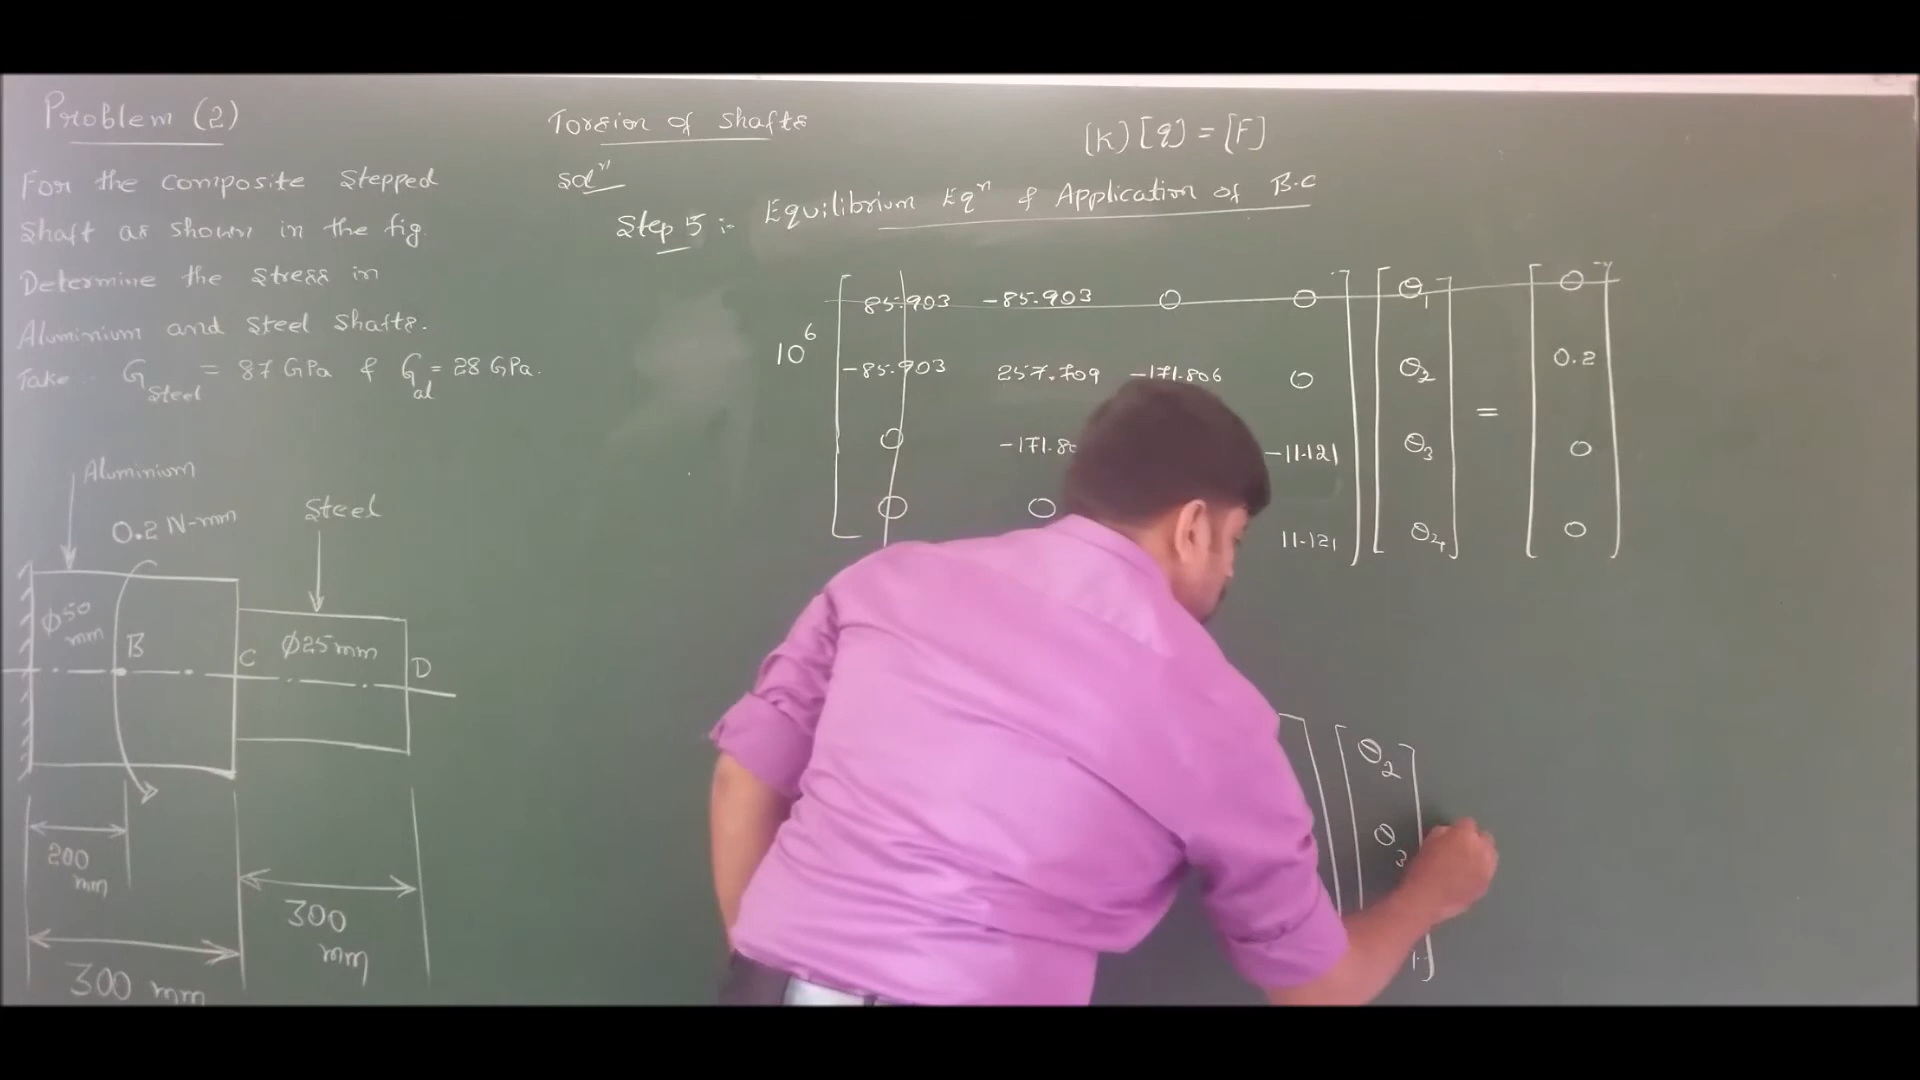 Problem (2)
For the composite stepped
shaft as shown in the fig.
Determine the stress in
Aluminium and steel shafts.
Take G steel = 87 GPa & G al = 28 GPa.
Aluminium
0.2 N-mm
Steel
ϕ50
mm
B
C
ϕ25mm
D
200
mm
300
mm
300 mm
Torsion of shafts
[K][q] = [F]
Solⁿ
Step 5 :- Equilibrium Eqⁿ & Application of B.C
10⁶
85.903 -85.903 0 0 θ₁ 0
-85.903 257.709 -171.806 0 θ₂ = 0.2
0 -171.80 -11.121 θ₃ 0
0 0 11.121 θ₄ 0
θ₂
θ₃